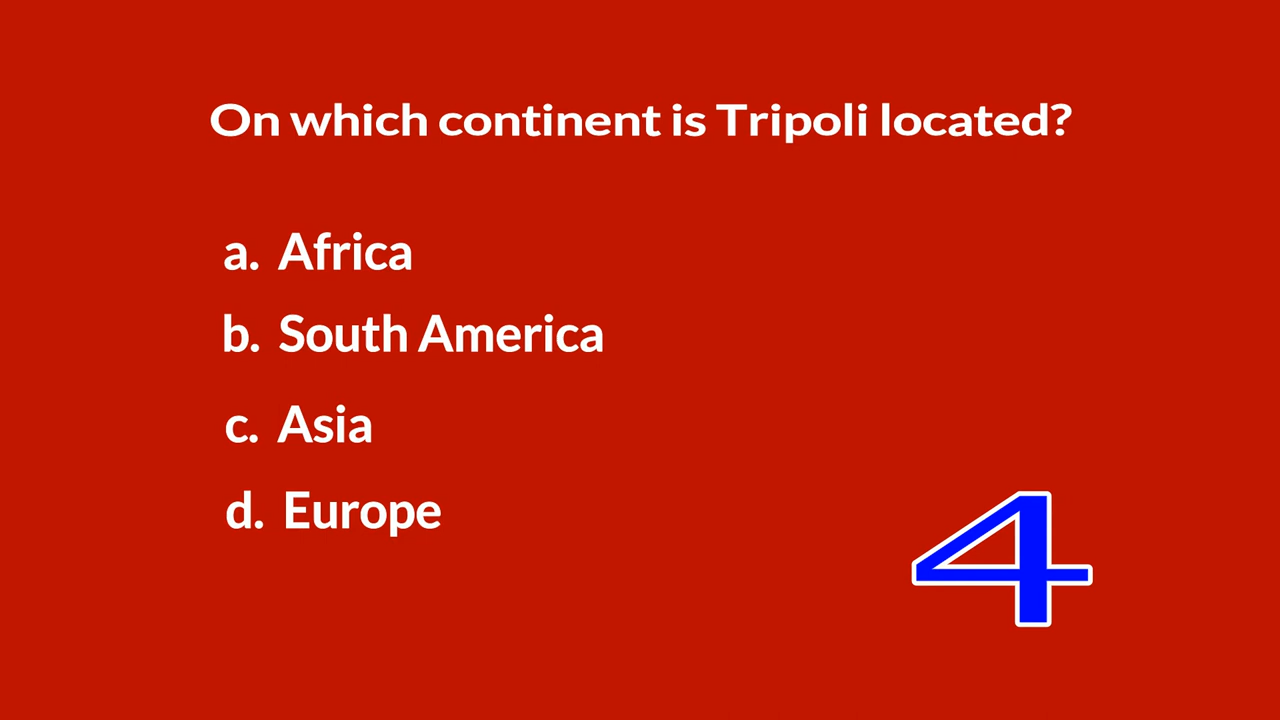 On which continent is Tripoli located?
a. Africa
b. South America
c. Asia
d. Europe
4